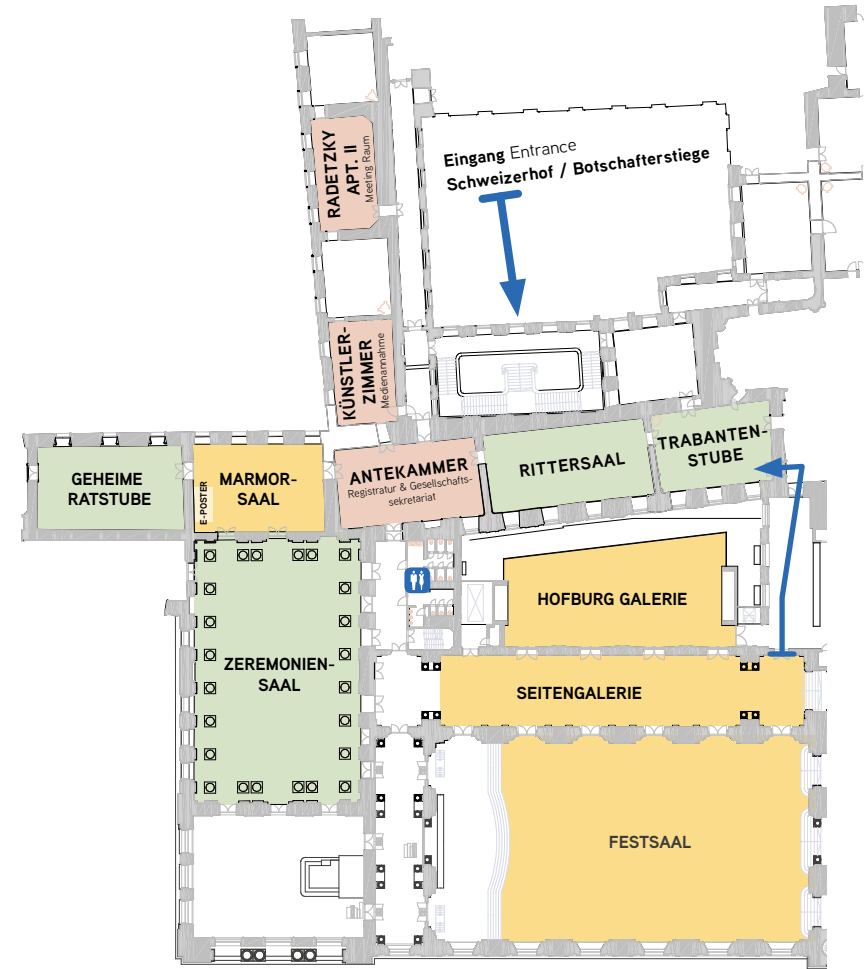 Eingang Entrance
Schweizerhof / Botschafterstiege
RADETZKY
APT. II
Meeting Raum
KÜNSTLER-
ZIMMER
Medienannahme
GEHEIME
RATSTUBE
E-POSTER
MARMOR-
SAAL
ANTEKAMMER
Registratur & Gesellschafts-
sekretariat
RITTERSAAL
TRABANTEN-
STUBE
HOFBURG GALERIE
ZEREMONIEN-
SAAL
SEITENGALERIE
FESTSAAL